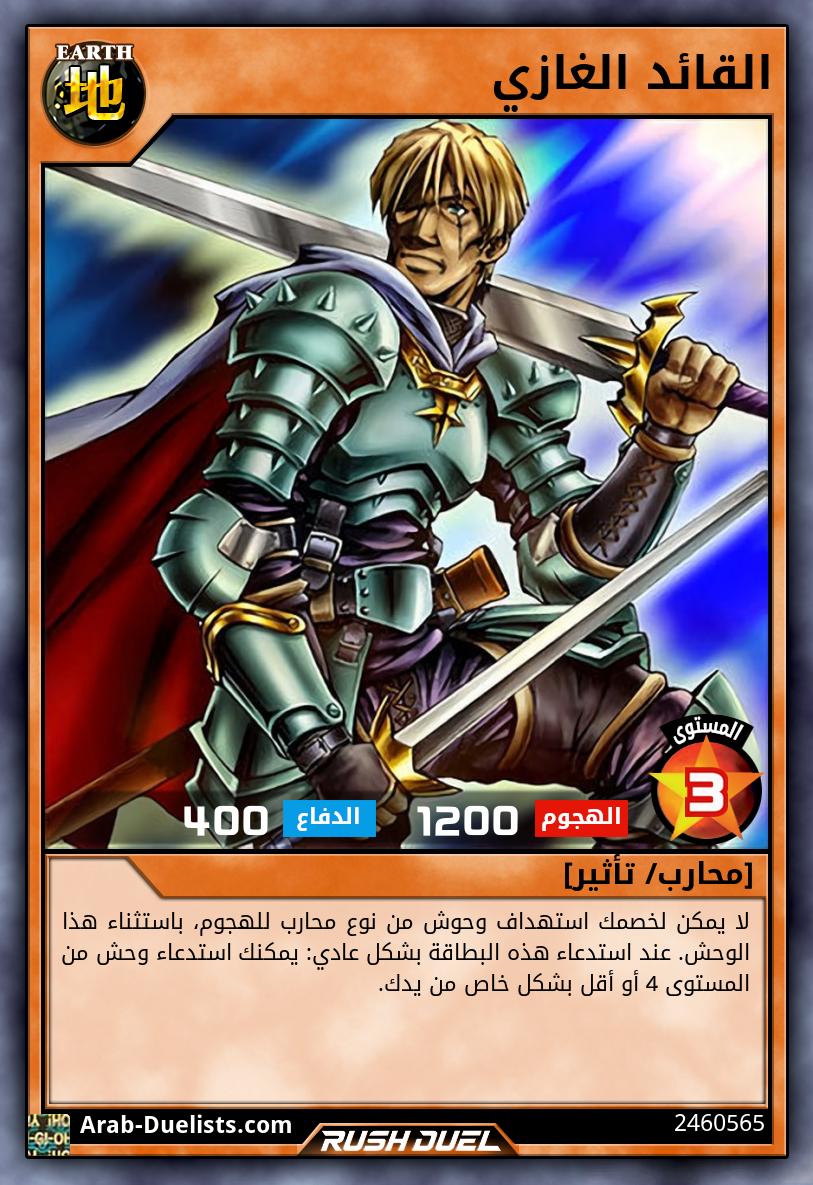 القائد الغازي
EARTH
地
المستوى
3
الهجوم 1200 الدفاع 400
[محارب/ تأثير]
لا يمكن لخصمك استهداف وحوش من نوع محارب للهجوم، باستثناء هذا
الوحش. عند استدعاء هذه البطاقة بشكل عادي: يمكنك استدعاء وحش من
المستوى 4 أو أقل بشكل خاص من يدك.
Arab-Duelists.com
RUSH DUEL
2460565